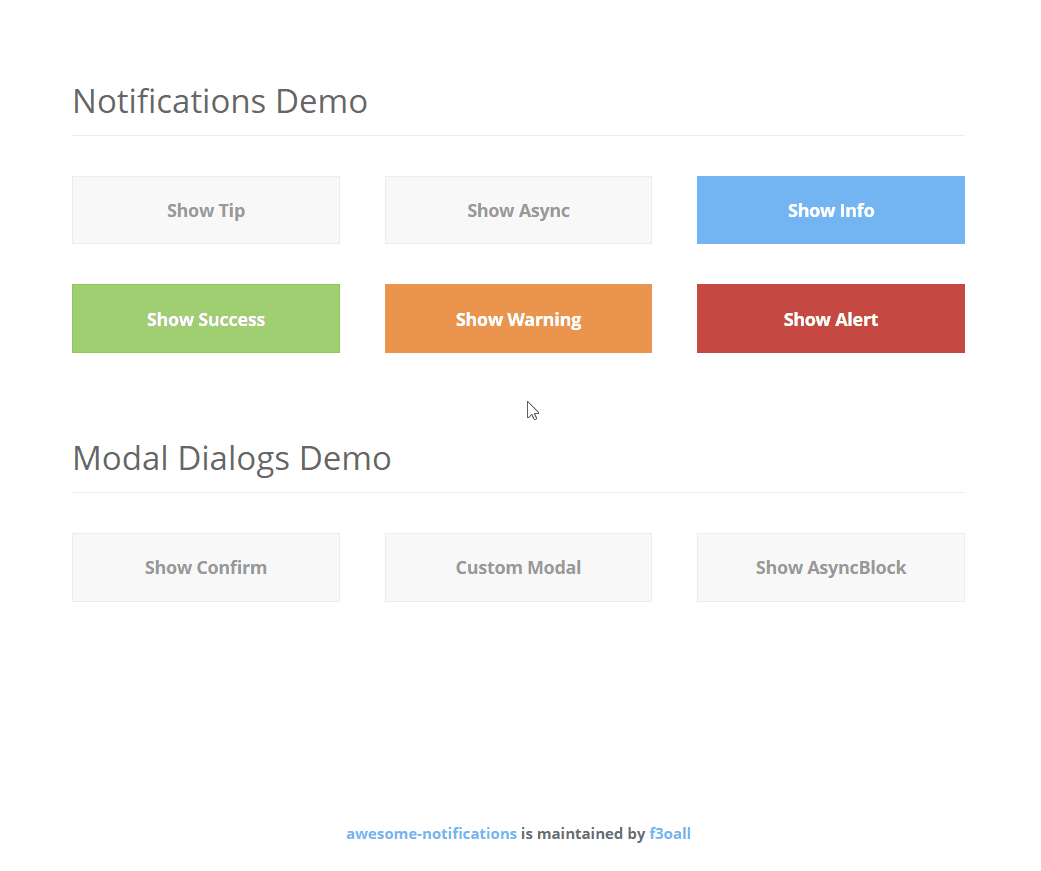 Notifications Demo
Show Tip
Show Async
Show Info
Show Success
Show Warning
Show Alert
Modal Dialogs Demo
Show Confirm
Custom Modal
Show AsyncBlock
awesome-notifications is maintained by f3oall